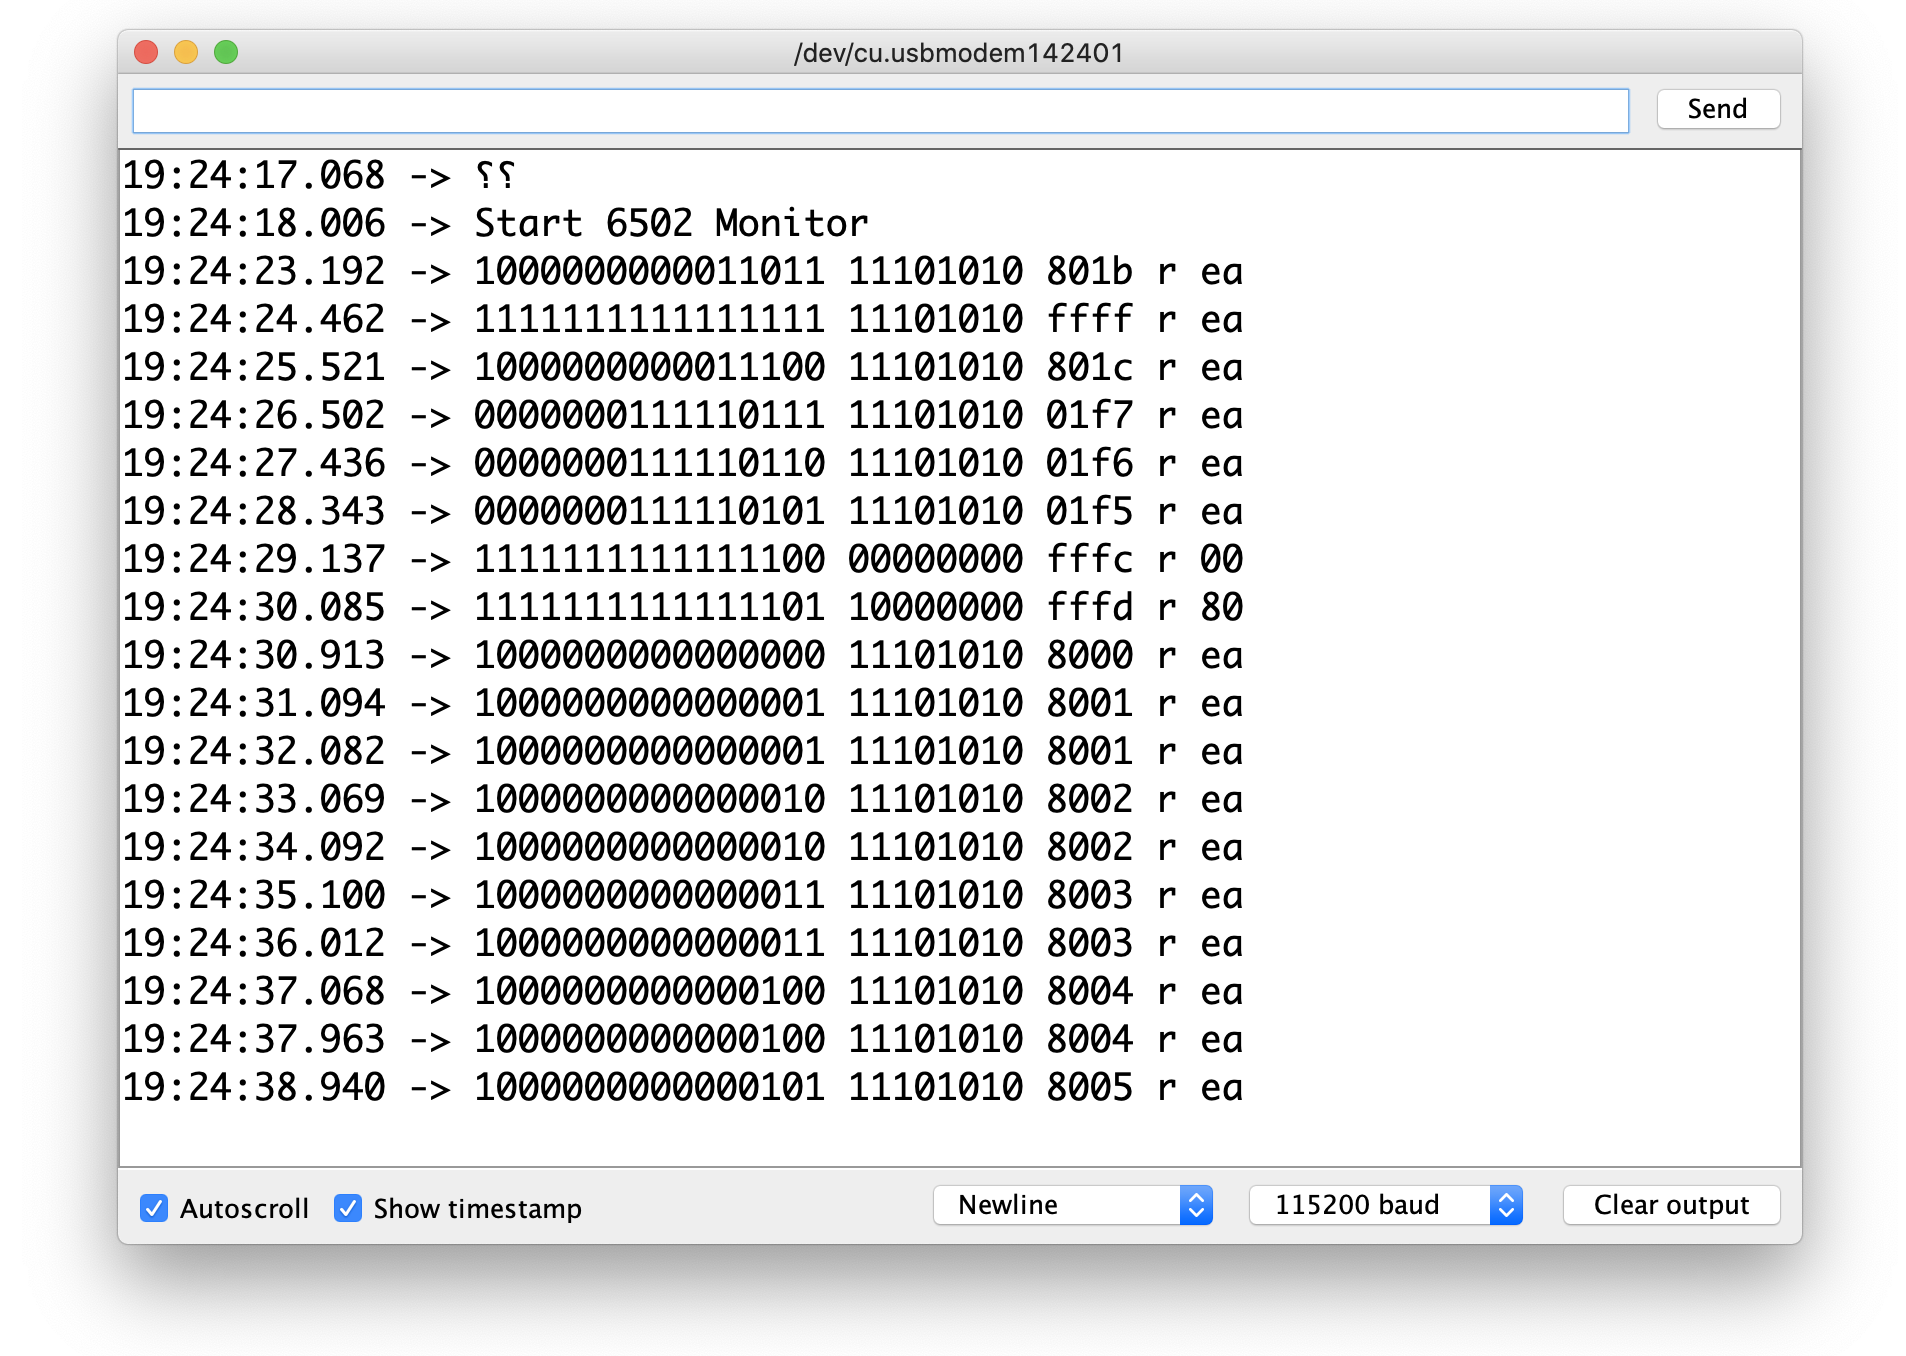 /dev/cu.usbmodem142401
Send
19:24:17.068 -> ⸮⸮
19:24:18.006 -> Start 6502 Monitor
19:24:23.192 -> 1000000000011011 11101010 801b r ea
19:24:24.462 -> 1111111111111111 11101010 ffff r ea
19:24:25.521 -> 1000000000011100 11101010 801c r ea
19:24:26.502 -> 0000000111110111 11101010 01f7 r ea
19:24:27.436 -> 0000000111110110 11101010 01f6 r ea
19:24:28.343 -> 0000000111110101 11101010 01f5 r ea
19:24:29.137 -> 1111111111111100 00000000 fffc r 00
19:24:30.085 -> 1111111111111101 10000000 fffd r 80
19:24:30.913 -> 1000000000000000 11101010 8000 r ea
19:24:31.094 -> 1000000000000001 11101010 8001 r ea
19:24:32.082 -> 1000000000000001 11101010 8001 r ea
19:24:33.069 -> 1000000000000010 11101010 8002 r ea
19:24:34.092 -> 1000000000000010 11101010 8002 r ea
19:24:35.100 -> 1000000000000011 11101010 8003 r ea
19:24:36.012 -> 1000000000000011 11101010 8003 r ea
19:24:37.068 -> 1000000000000100 11101010 8004 r ea
19:24:37.963 -> 1000000000000100 11101010 8004 r ea
19:24:38.940 -> 1000000000000101 11101010 8005 r ea
Autoscroll Show timestamp Newline 115200 baud Clear output